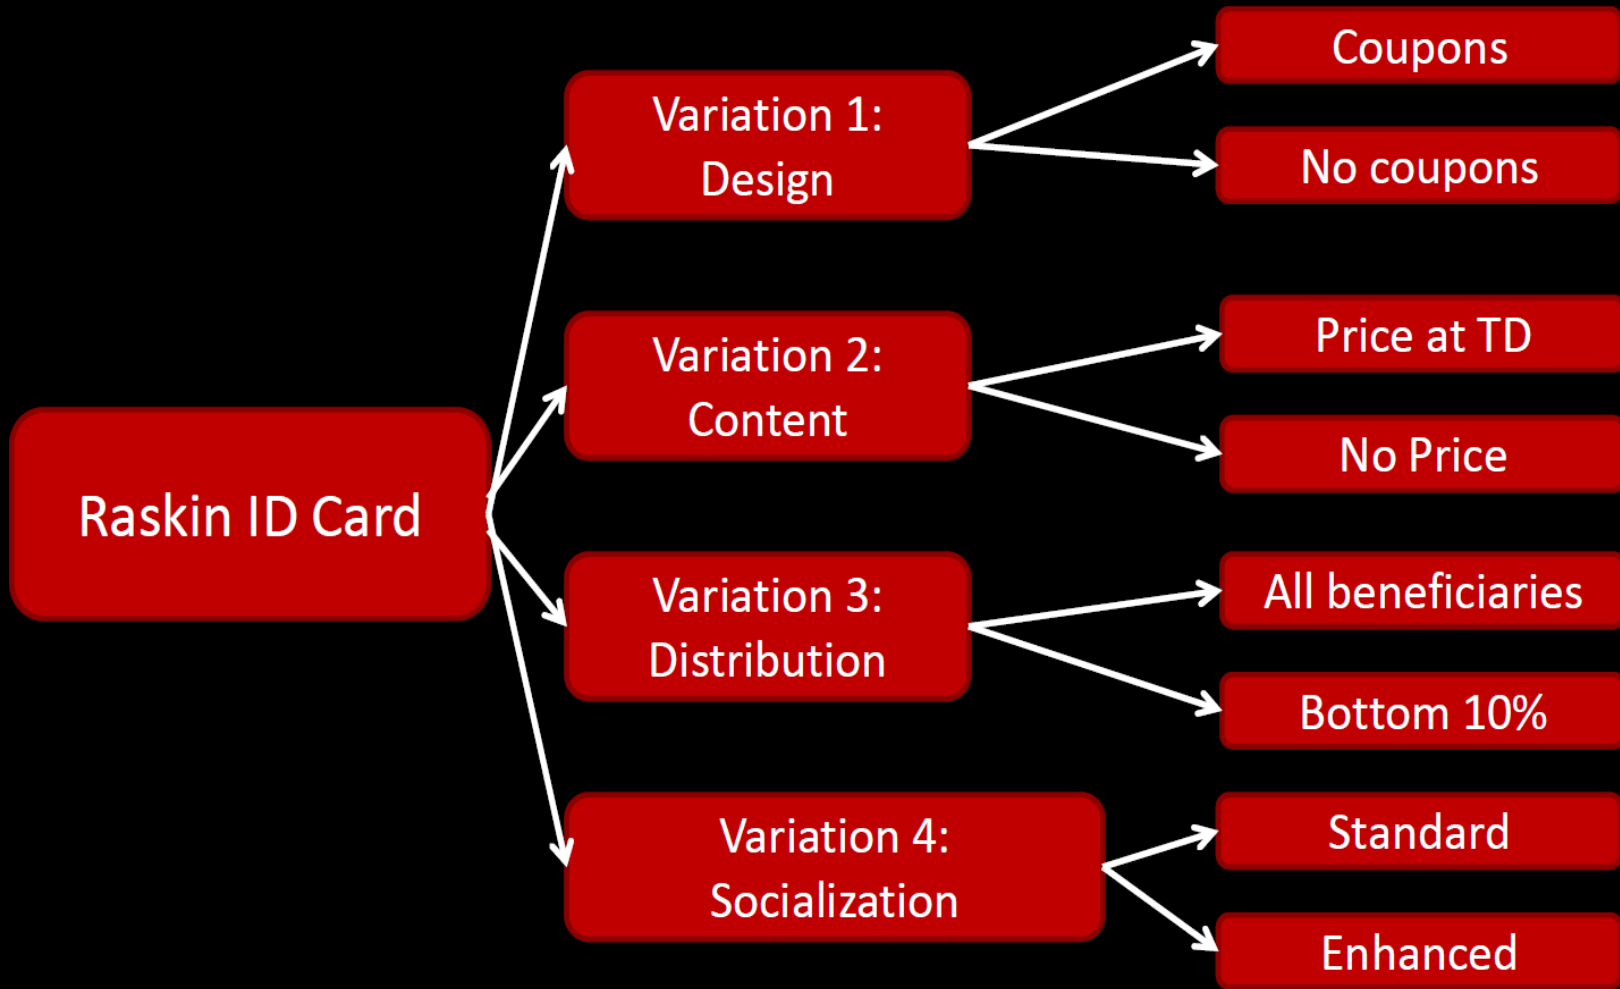 Raskin ID Card
Variation 1:
Design
Coupons
No coupons
Variation 2:
Content
Price at TD
No Price
Variation 3:
Distribution
All beneficiaries
Bottom 10%
Variation 4:
Socialization
Standard
Enhanced